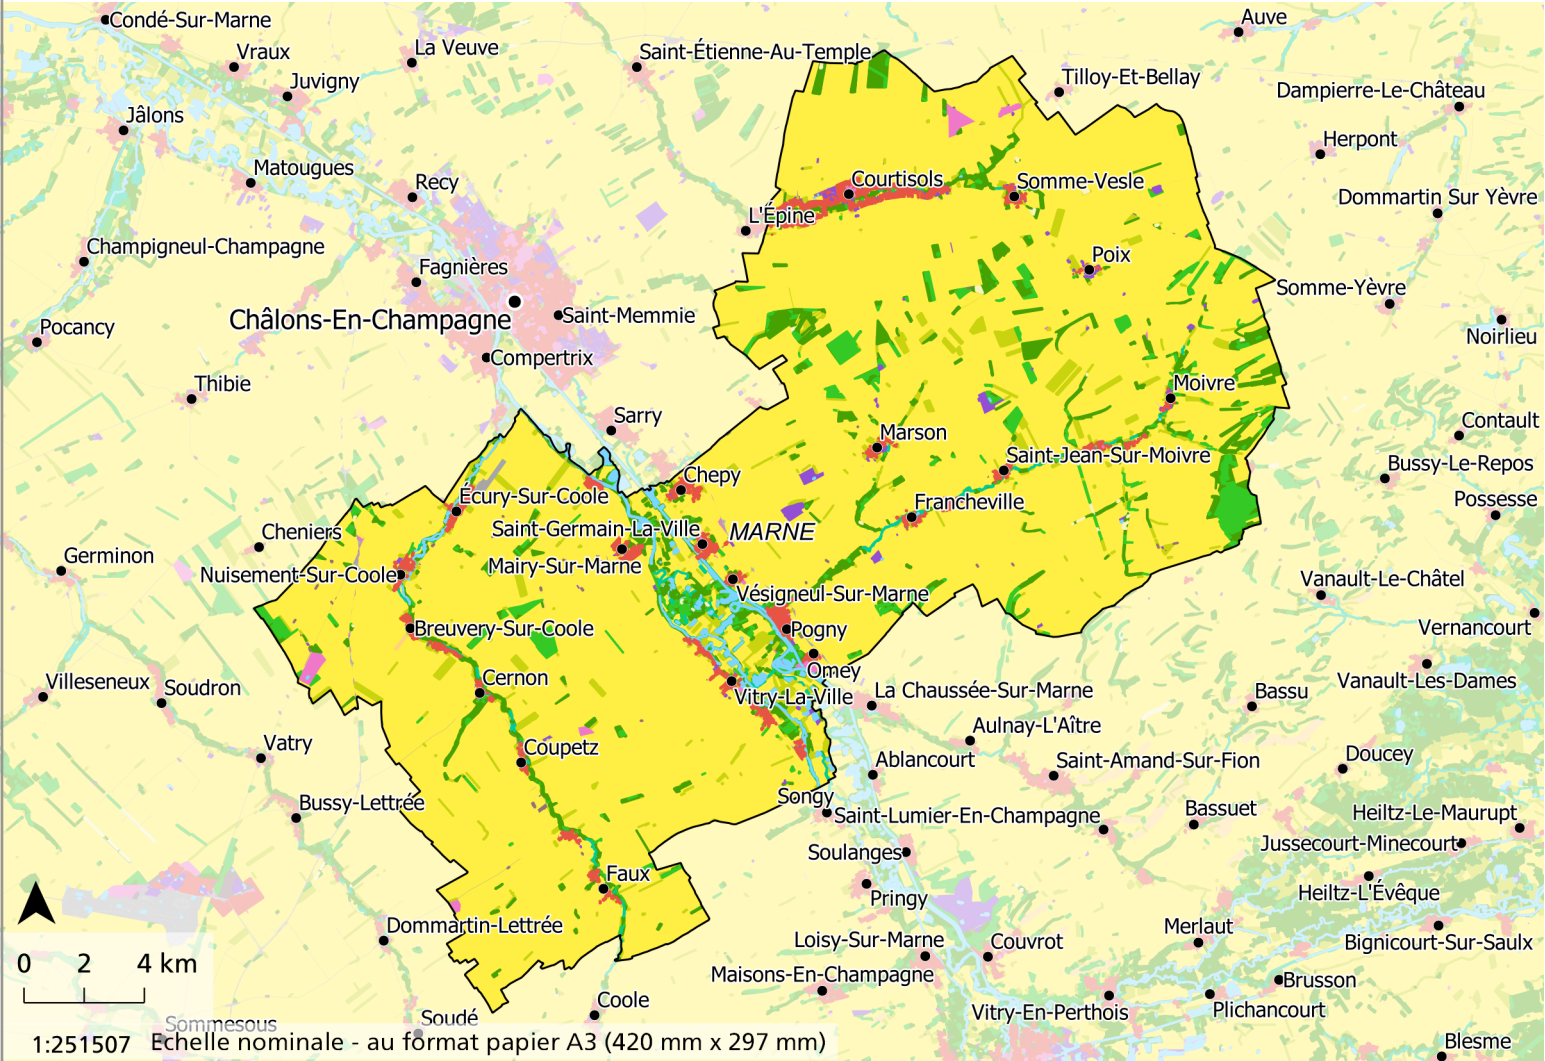 Condé-Sur-Marne
Auve
Vraux
La Veuve
Saint-Étienne-Au-Temple
Juvigny
Tilloy-Et-Bellay
Dampierre-Le-Château
Jâlons
Herpont
Matougues
Recy
Courtisols
Somme-Vesle
Dommartin Sur Yèvre
L'Épine
Champigneul-Champagne
Fagnières
Poix
Somme-Yèvre
Châlons-En-Champagne
Saint-Memmie
Pocancy
Noirlieu
Compertrix
Thibie
Moivre
Sarry
Contault
Marson
Saint-Jean-Sur-Moivre
Bussy-Le-Repos
Chepy
Écury-Sur-Coole
Francheville
Possesse
Cheniers
Saint-Germain-La-Ville
MARNE
Germinon
Nuisement-Sur-Coole
Mairy-Sur-Marne
Vanault-Le-Châtel
Vésigneul-Sur-Marne
Breuvery-Sur-Coole
Pogny
Vernancourt
Omey
Villeseneux
Soudron
Cernon
Vitry-La-Ville
La Chaussée-Sur-Marne
Bassu
Vanault-Les-Dames
Aulnay-L'Aître
Vatry
Coupetz
Ablancourt
Saint-Amand-Sur-Fion
Doucey
Songy
Bussy-Lettrée
Saint-Lumier-En-Champagne
Bassuet
Heiltz-Le-Maurupt
Soulanges
Jussecourt-Minecourt
Faux
Pringy
Heiltz-L'Évêque
Dommartin-Lettrée
Loisy-Sur-Marne
Couvrot
Merlaut
Bignicourt-Sur-Saulx
0 2 4 km
Maisons-En-Champagne
Brusson
Coole
Vitry-En-Perthois
Plichancourt
Sommesous
Soudé
1:251507 Echelle nominale - au format papier A3 (420 mm x 297 mm)
Blesme